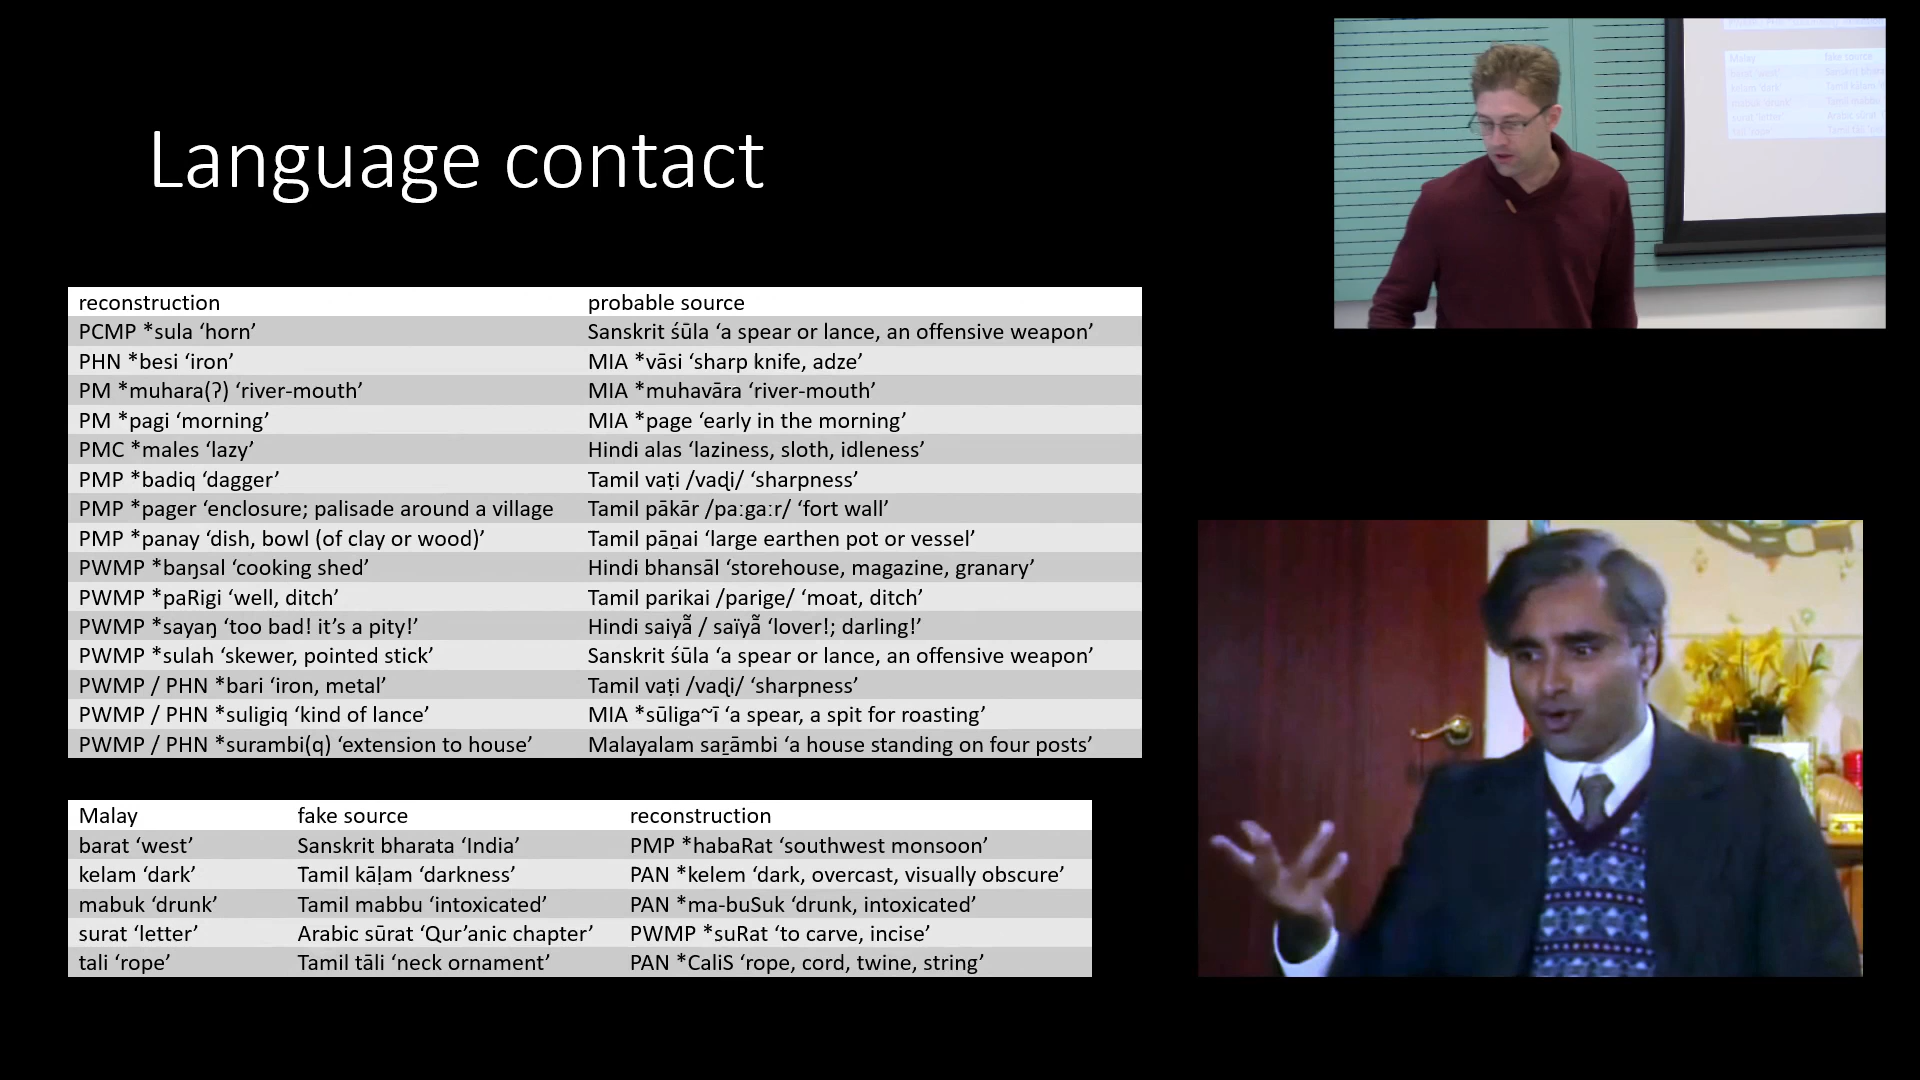 Language contact
reconstruction probable source
PCMP *sula ‘horn’ Sanskrit śūla ‘a spear or lance, an offensive weapon’
PHN *besi ‘iron’ MIA *vāsi ‘sharp knife, adze’
PM *muhara(ʔ) ‘river-mouth’ MIA *muhavāra ‘river-mouth’
PM *pagi ‘morning’ MIA *page ‘early in the morning’
PMC *males ‘lazy’ Hindi alas ‘laziness, sloth, idleness’
PMP *badiq ‘dagger’ Tamil vaṭi /vaɖi/ ‘sharpness’
PMP *pager ‘enclosure; palisade around a village Tamil pākār /paːgaːr/ ‘fort wall’
PMP *panay ‘dish, bowl (of clay or wood)’ Tamil pāṉai ‘large earthen pot or vessel’
PWMP *baŋsal ‘cooking shed’ Hindi bhansāl ‘storehouse, magazine, granary’
PWMP *paRigi ‘well, ditch’ Tamil parikai /parige/ ‘moat, ditch’
PWMP *sayaŋ ‘too bad! it’s a pity!’ Hindi saiyā̃ / saïyā̃ ‘lover!; darling!’
PWMP *sulah ‘skewer, pointed stick’ Sanskrit śūla ‘a spear or lance, an offensive weapon’
PWMP / PHN *bari ‘iron, metal’ Tamil vaṭi /vaɖi/ ‘sharpness’
PWMP / PHN *suligiq ‘kind of lance’ MIA *sūliga~ī ‘a spear, a spit for roasting’
PWMP / PHN *surambi(q) ‘extension to house’ Malayalam saṟāmbi ‘a house standing on four posts’
Malay fake source reconstruction
barat ‘west’ Sanskrit bharata ‘India’ PMP *habaRat ‘southwest monsoon’
kelam ‘dark’ Tamil kāḷam ‘darkness’ PAN *kelem ‘dark, overcast, visually obscure’
mabuk ‘drunk’ Tamil mabbu ‘intoxicated’ PAN *ma-buSuk ‘drunk, intoxicated’
surat ‘letter’ Arabic sūrat ‘Qur’anic chapter’ PWMP *suRat ‘to carve, incise’
tali ‘rope’ Tamil tāli ‘neck ornament’ PAN *CaliS ‘rope, cord, twine, string’
Malay fake source